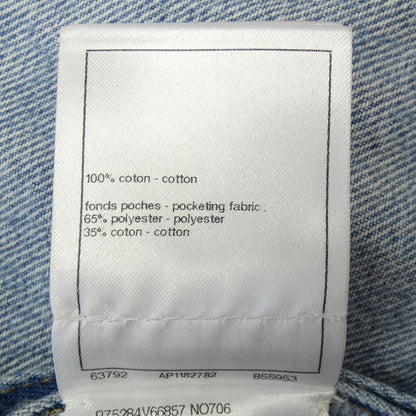 100% coton - cotton
fonds poches - pocketing fabric :
65% polyester - polyester
35% coton - cotton
63792 AP1182782 855953
P75284V66857 NO706